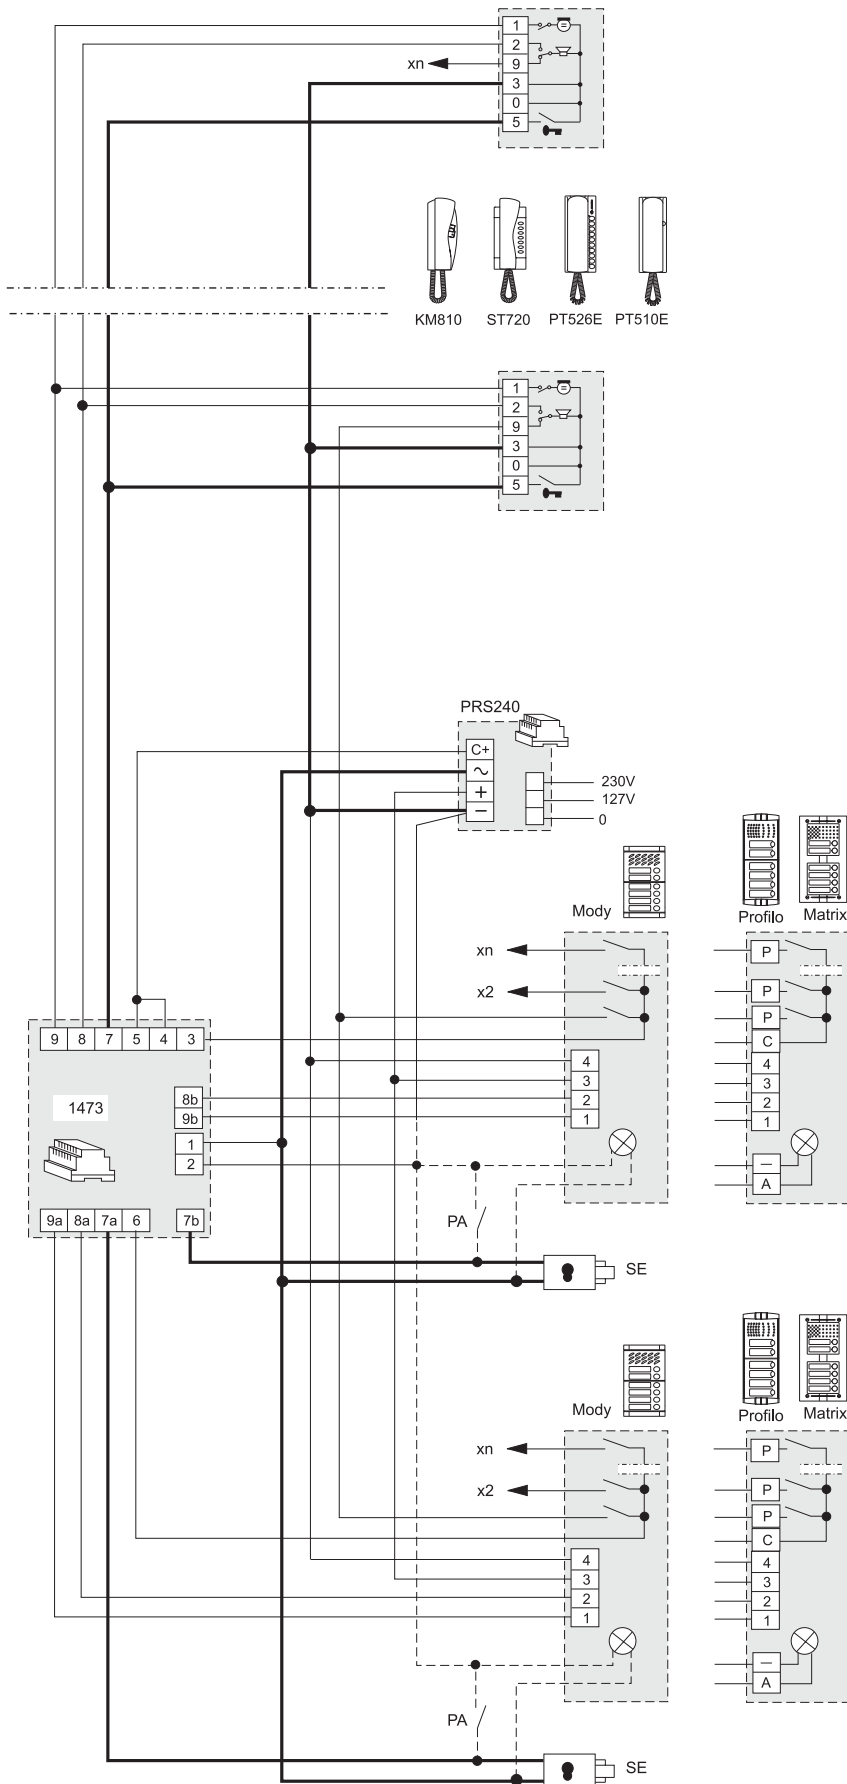 1
2
xn 9
3
0
5
KM810 ST720 PT526E PT510E
1
2
9
3
0
5
PRS240
C+
~
+
−
230V
127V
0
Mody Profilo Matrix
xn P
x2 P
P
C
9 8 7 5 4 3
4 4
3 3
8b 2 2
9b 1 1
1473
1
2 —
A
PA
9a 8a 7a 6 7b
SE
Mody Profilo Matrix
xn P
x2 P
P
C
4 4
3 3
2 2
1 1
—
A
PA
SE